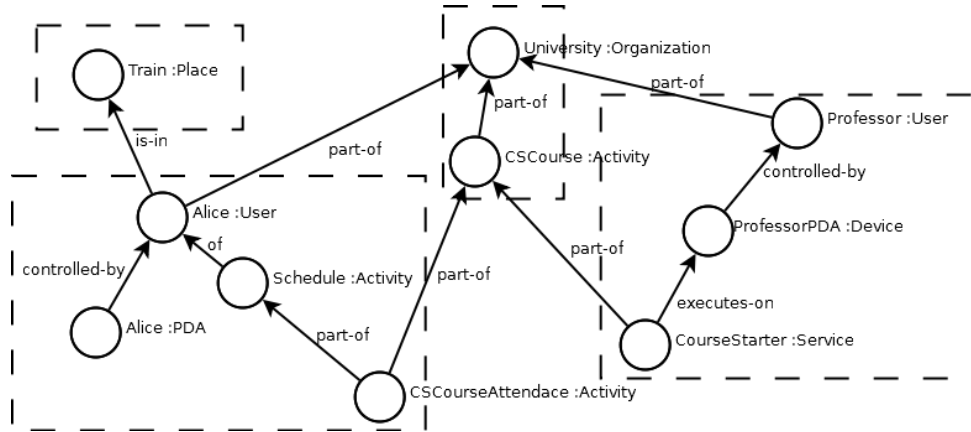 University :Organization
Train :Place
part-of
part-of
Professor :User
is-in
part-of
CSCourse :Activity
controlled-by
Alice :User
ProfessorPDA :Device
of
part-of
controlled-by
Schedule :Activity
part-of
executes-on
Alice :PDA
part-of
CourseStarter :Service
CSCourseAttendace :Activity